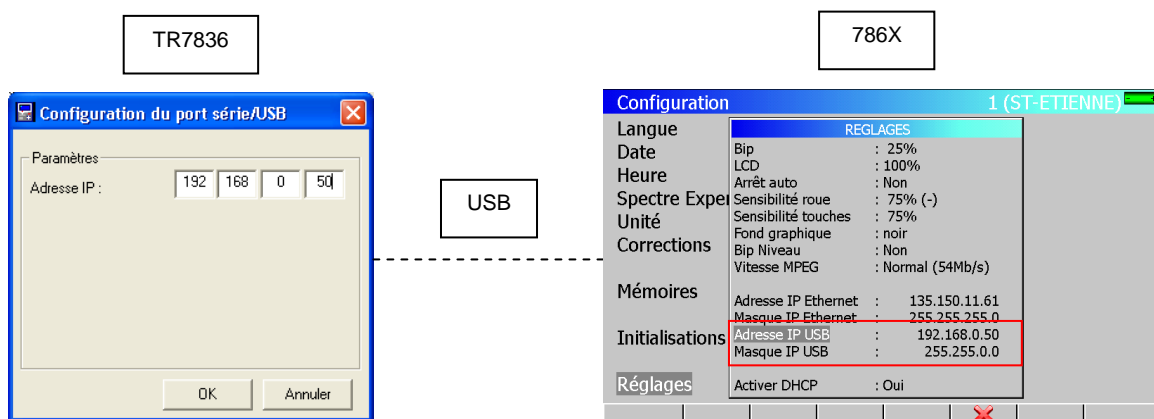 TR7836
786X
Configuration du port série/USB
Paramètres
Adresse IP :
192 168 0 50
OK
Annuler
USB
Configuration
1 (ST-ETIENNE)
Langue
Date
Heure
Spectre Exper
Unité
Corrections
Mémoires
Initialisations
Réglages
REGLAGES
Bip : 25%
LCD : 100%
Arrêt auto : Non
Sensibilité roue : 75% (-)
Sensibilité touches : 75%
Fond graphique : noir
Bip Niveau : Non
Vitesse MPEG : Normal (54Mb/s)
Adresse IP Ethernet : 135.150.11.61
Masque IP Ethernet : 255.255.255.0
Adresse IP USB : 192.168.0.50
Masque IP USB : 255.255.0.0
Activer DHCP : Oui